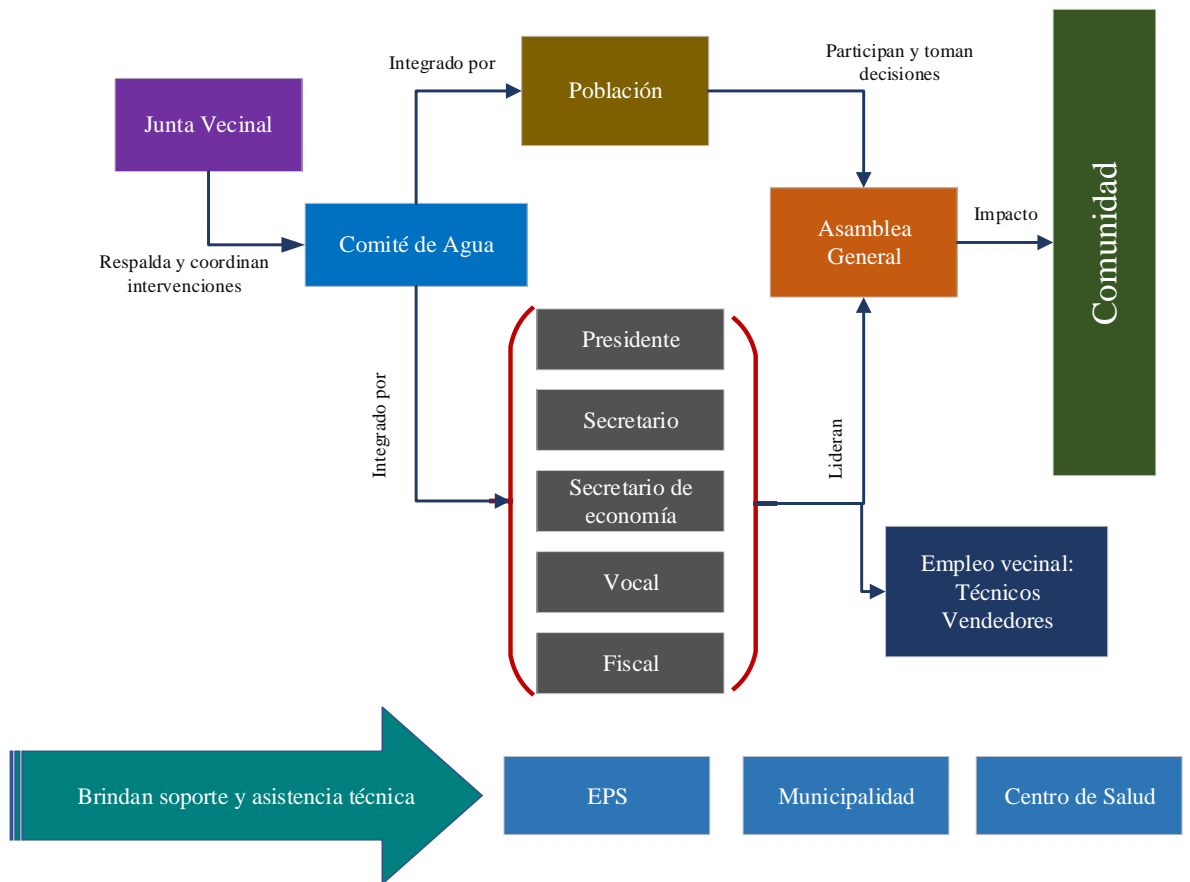 Integrado por
Población
Participan y toman
decisiones
Junta Vecinal
Comité de Agua
Respalda y coordinan
intervenciones
Asamblea
General
Impacto
Comunidad
Integrado por
Presidente
Secretario
Secretario de
economía
Vocal
Fiscal
Lideran
Empleo vecinal:
Técnicos
Vendedores
Brindan soporte y asistencia técnica
EPS
Municipalidad
Centro de Salud